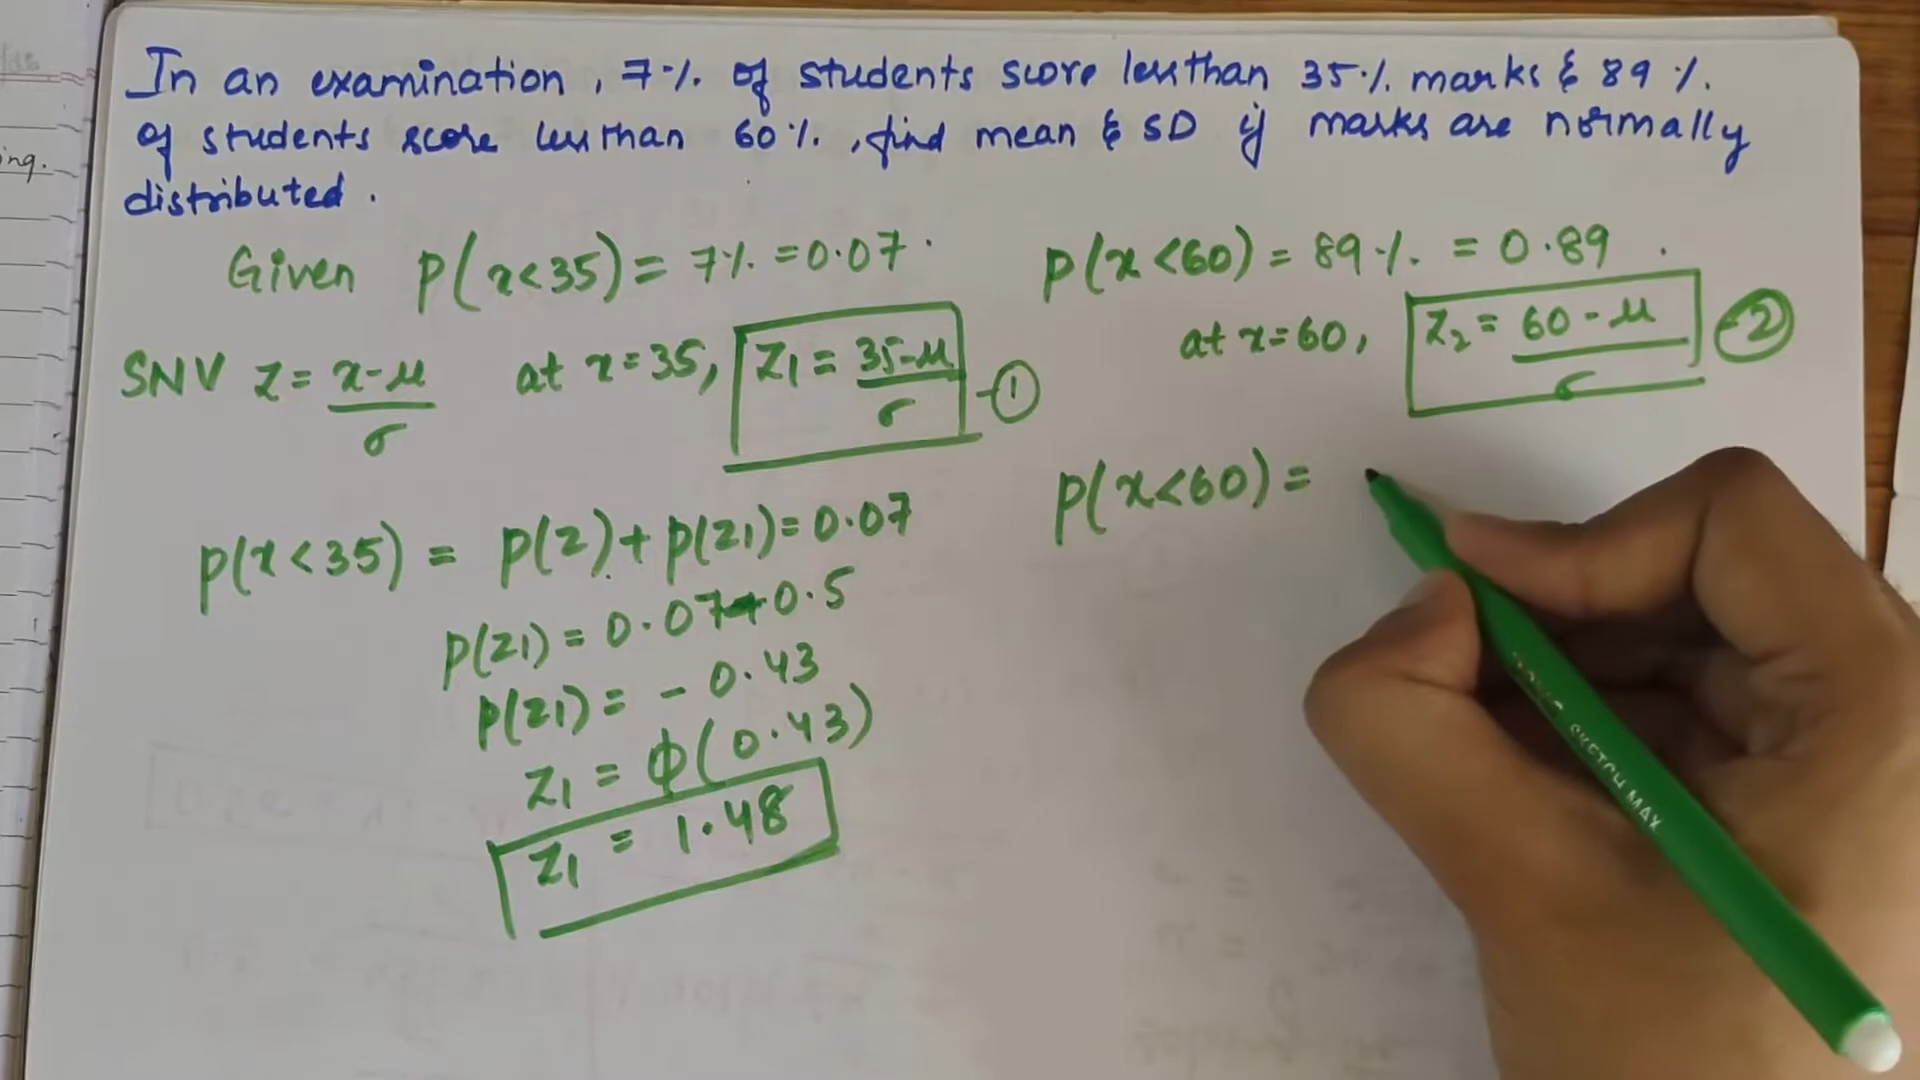 In an examination, 7% of students score less than 35% marks & 89%
of students score less than 60%, find mean & SD if marks are normally
distributed.
ing.
Given P(x<35) = 7% = 0.07.
P(x<60) = 89% = 0.89.
SNV z = x-μ/σ at x=35, z1 = 35-μ/σ -①
at x=60, z2 = 60-μ/σ -②
P(x<35) = P(z)+P(z1)=0.07
P(z1) = 0.07-0.5
P(z1) = -0.43
z1 = ϕ(0.43)
z1 = 1.48
P(x<60) =
SKETCH MAX